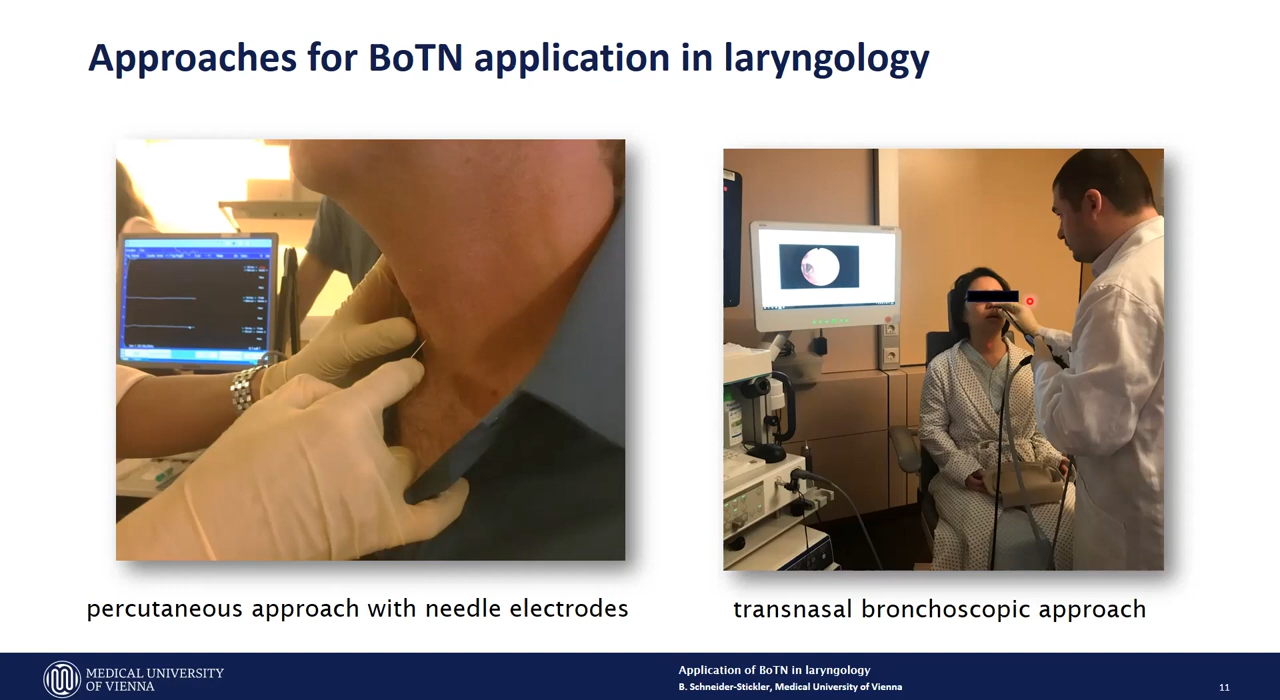 Approaches for BoTN application in laryngology
percutaneous approach with needle electrodes
transnasal bronchoscopic approach
MEDICAL UNIVERSITY
OF VIENNA
Application of BoTN in laryngology
B. Schneider-Stickler, Medical University of Vienna
11